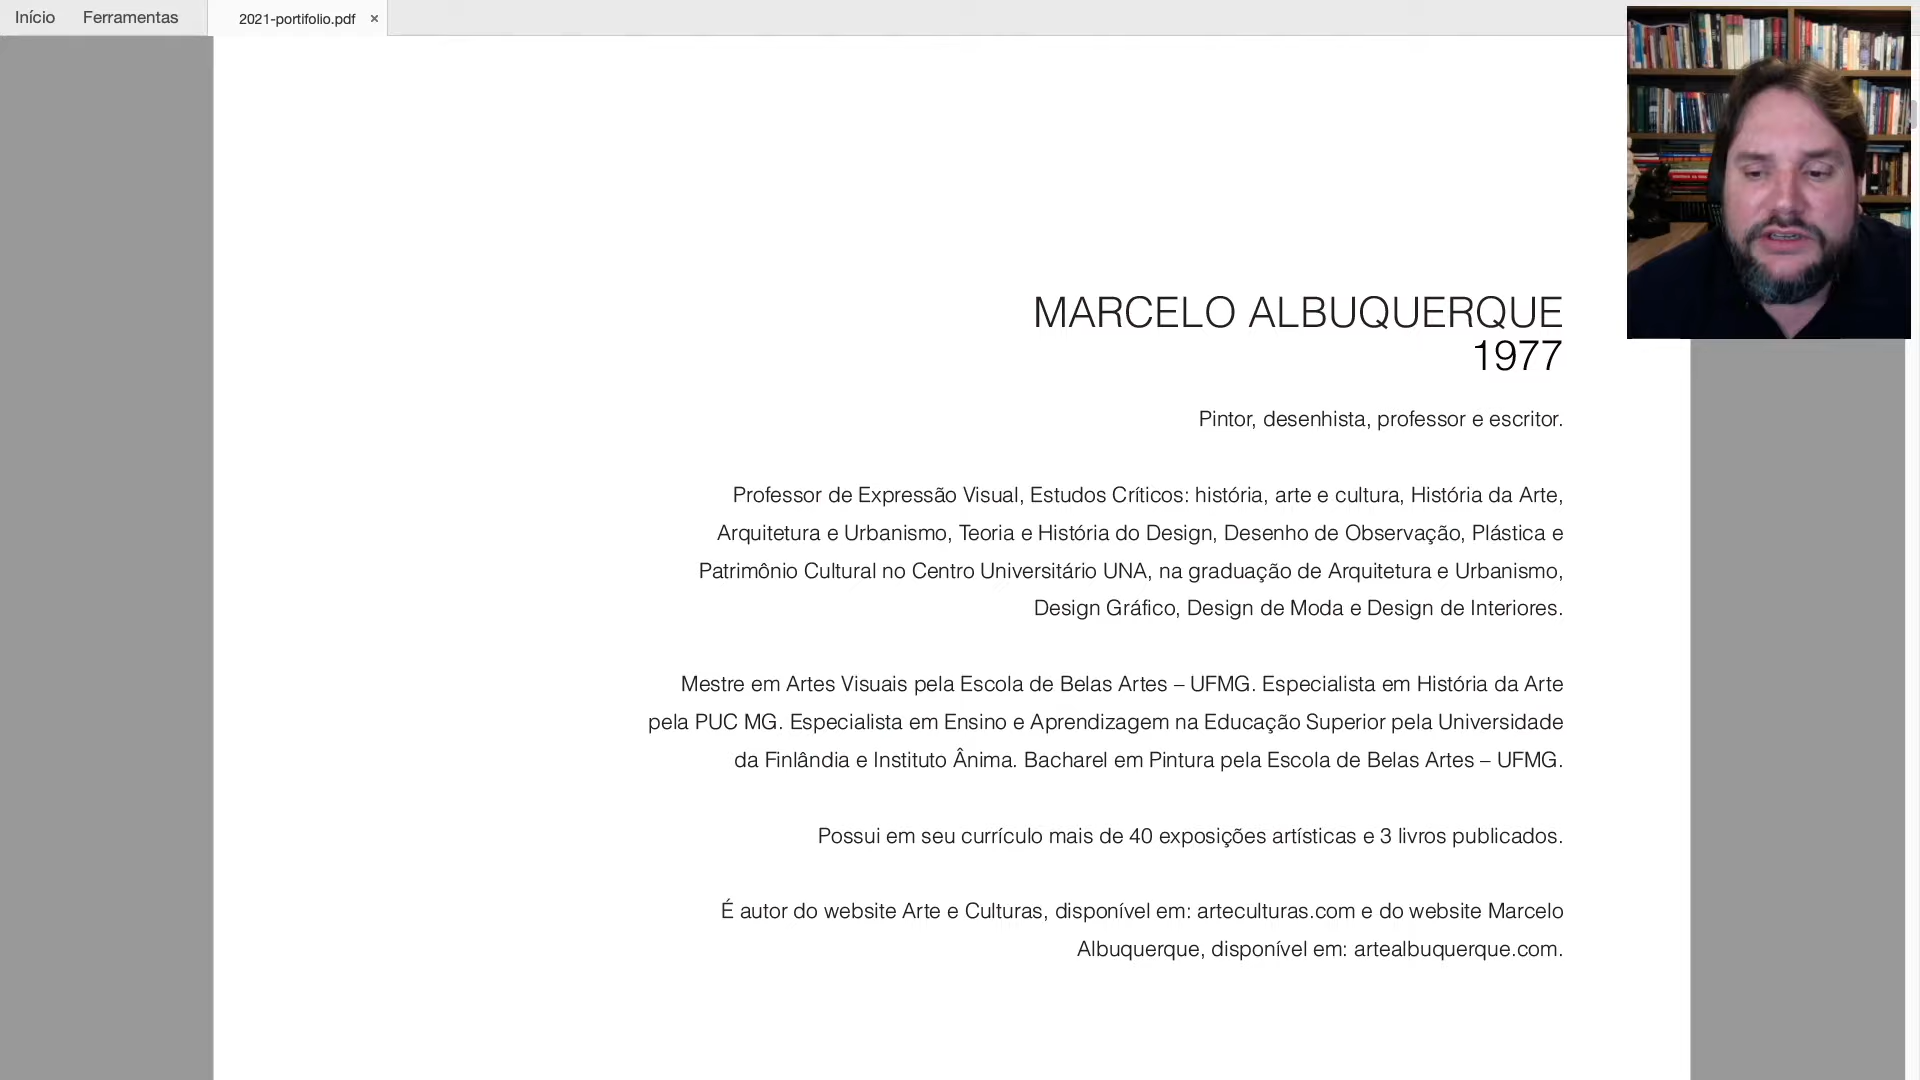 Início Ferramentas 2021-portifolio.pdf ×
MARCELO ALBUQUERQUE
1977
Pintor, desenhista, professor e escritor.
Professor de Expressão Visual, Estudos Críticos: história, arte e cultura, História da Arte,
Arquitetura e Urbanismo, Teoria e História do Design, Desenho de Observação, Plástica e
Patrimônio Cultural no Centro Universitário UNA, na graduação de Arquitetura e Urbanismo,
Design Gráfico, Design de Moda e Design de Interiores.
Mestre em Artes Visuais pela Escola de Belas Artes – UFMG. Especialista em História da Arte
pela PUC MG. Especialista em Ensino e Aprendizagem na Educação Superior pela Universidade
da Finlândia e Instituto Ânima. Bacharel em Pintura pela Escola de Belas Artes – UFMG.
Possui em seu currículo mais de 40 exposições artísticas e 3 livros publicados.
É autor do website Arte e Culturas, disponível em: arteculturas.com e do website Marcelo
Albuquerque, disponível em: artealbuquerque.com.